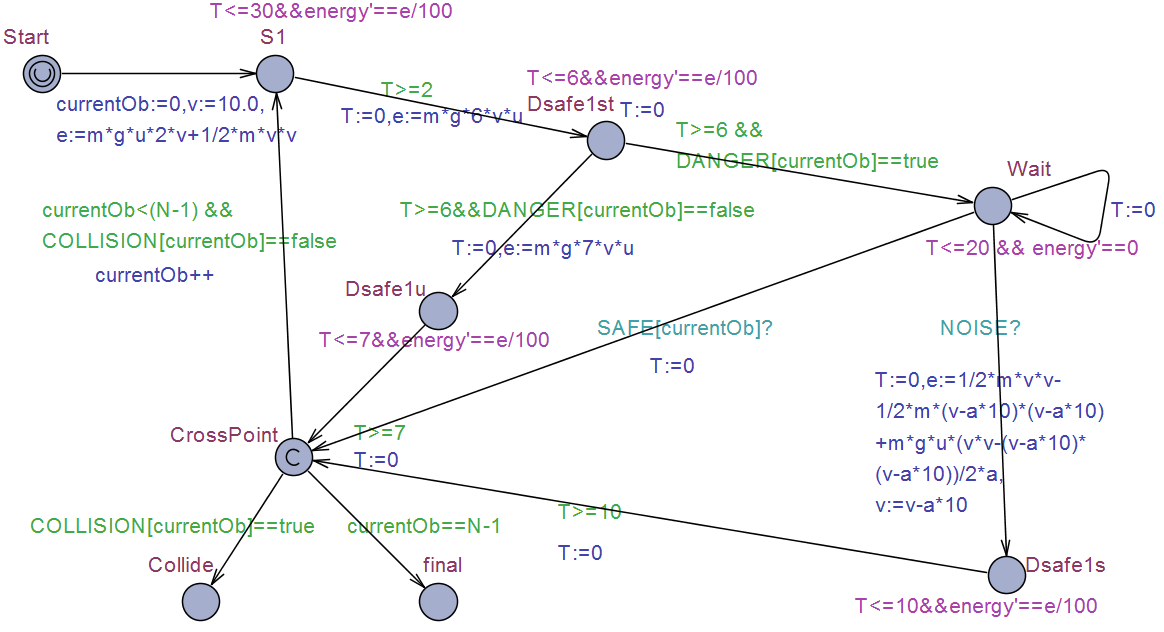 T<=30&&energy'==e/100
Start
S1
U
currentOb:=0,v:=10.0,
e:=m*g*u*2*v+1/2*m*v*v
T>=2
T:=0,e:=m*g*6*v*u
T<=6&&energy'==e/100
Dsafe1st
T:=0
T>=6 &&
DANGER[currentOb]==true
Wait
T:=0
T<=20 && energy'==0
currentOb<(N-1) &&
COLLISION[currentOb]==false
currentOb++
T>=6&&DANGER[currentOb]==false
T:=0,e:=m*g*7*v*u
Dsafe1u
T<=7&&energy'==e/100
SAFE[currentOb]?
T:=0
NOISE?
T:=0,e:=1/2*m*v*v-
1/2*m*(v-a*10)*(v-a*10)
+m*g*u*(v*v-(v-a*10)*
(v-a*10))/2*a,
v:=v-a*10
CrossPoint
C
T>=7
T:=0
COLLISION[currentOb]==true
currentOb==N-1
T>=10
T:=0
Collide
final
Dsafe1s
T<=10&&energy'==e/100